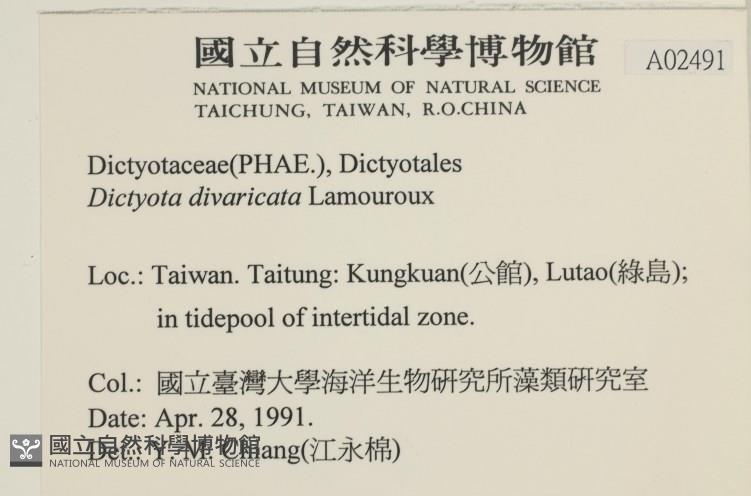 國立自然科學博物館
A02491
NATIONAL MUSEUM OF NATURAL SCIENCE
TAICHUNG, TAIWAN, R.O.CHINA
Dictyotaceae(PHAE.), Dictyotales
Dictyota divaricata Lamouroux
Loc.: Taiwan. Taitung: Kungkuan(公館), Lutao(綠島);
in tidepool of intertidal zone.
Col.: 國立臺灣大學海洋生物研究所藻類研究室
Date: Apr. 28, 1991.
Det.: Y. M. Chiang(江永棉)
國立自然科學博物館
NATIONAL MUSEUM OF NATURAL SCIENCE